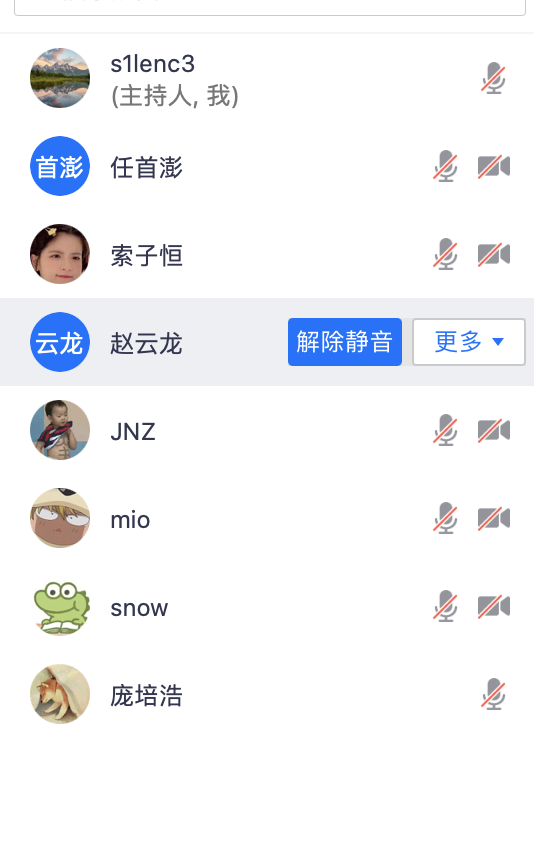 s1lenc3
(主持人, 我)
首澎 任首澎
索子恒
云龙 赵云龙 解除静音 更多
JNZ
mio
snow
庞培浩